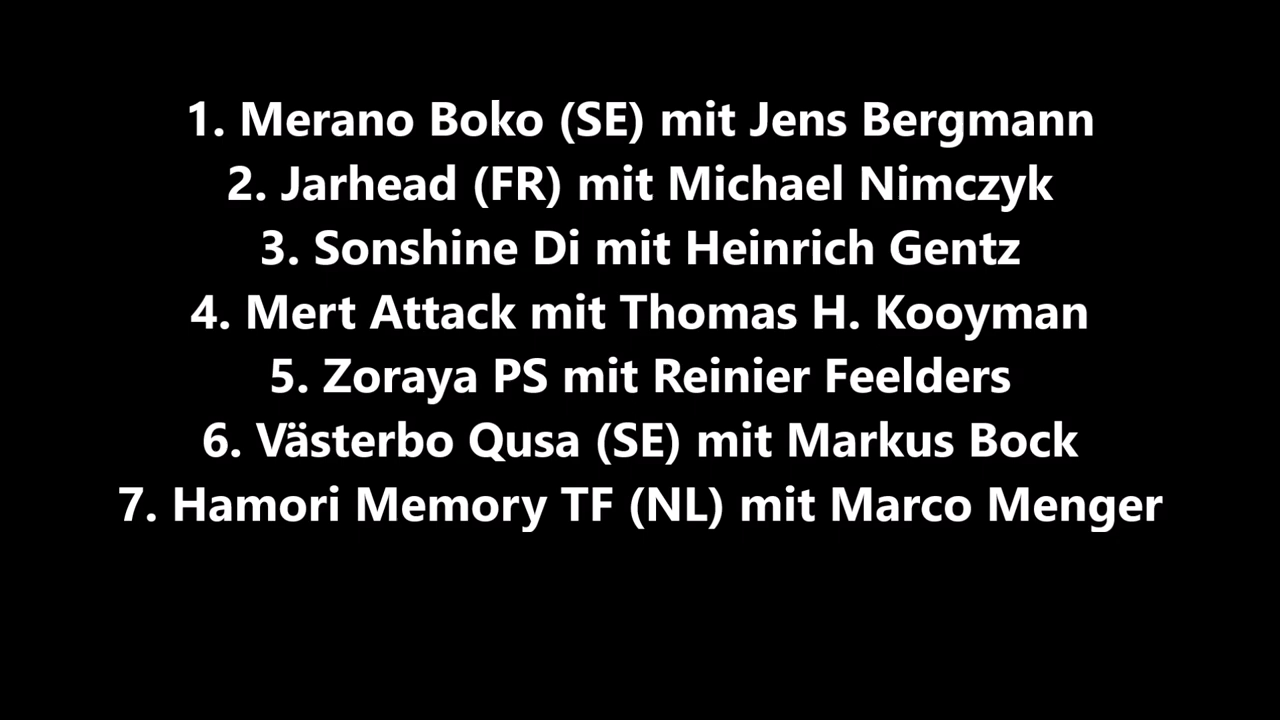 1. Merano Boko (SE) mit Jens Bergmann
2. Jarhead (FR) mit Michael Nimczyk
3. Sonshine Di mit Heinrich Gentz
4. Mert Attack mit Thomas H. Kooyman
5. Zoraya PS mit Reinier Feelders
6. Västerbo Qusa (SE) mit Markus Bock
7. Hamori Memory TF (NL) mit Marco Menger